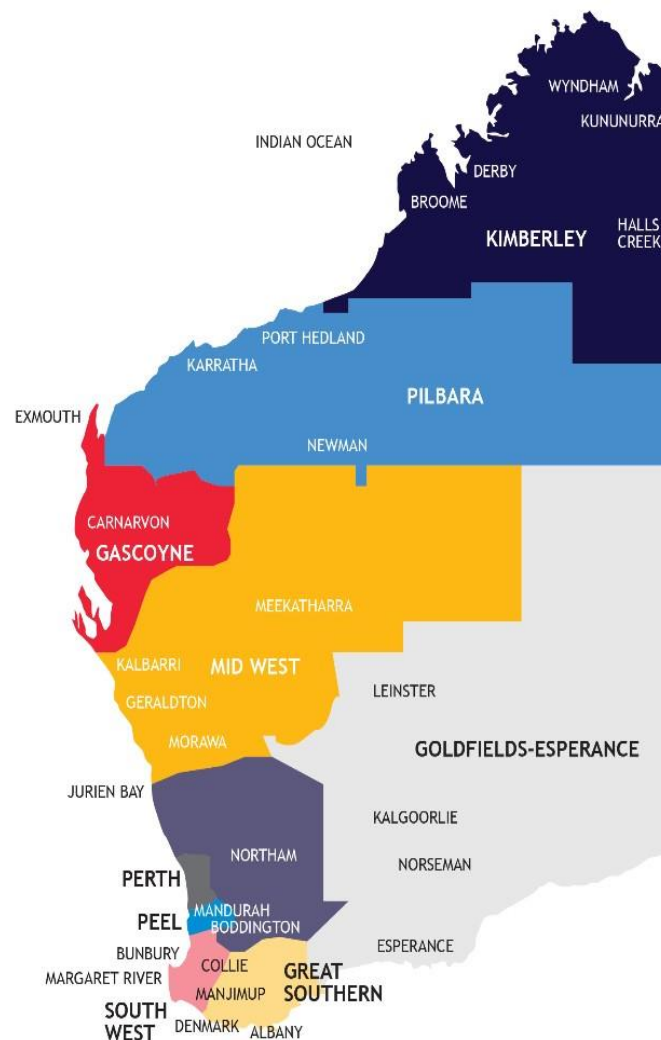 WYNDHAM
KUNUNURRA
INDIAN OCEAN
DERBY
BROOME
HALLS
CREEK
KIMBERLEY
PORT HEDLAND
KARRATHA
PILBARA
EXMOUTH
NEWMAN
CARNARVON
GASCOYNE
MEEKATHARRA
KALBARRI
MID WEST
LEINSTER
GERALDTON
MORAWA
GOLDFIELDS-ESPERANCE
JURIEN BAY
KALGOORLIE
NORTHAM
NORSEMAN
PERTH
MANDURAH
PEEL
BODDINGTON
ESPERANCE
BUNBURY
COLLIE
GREAT
SOUTHERN
MARGARET RIVER
MANJIMUP
SOUTH
WEST
DENMARK
ALBANY